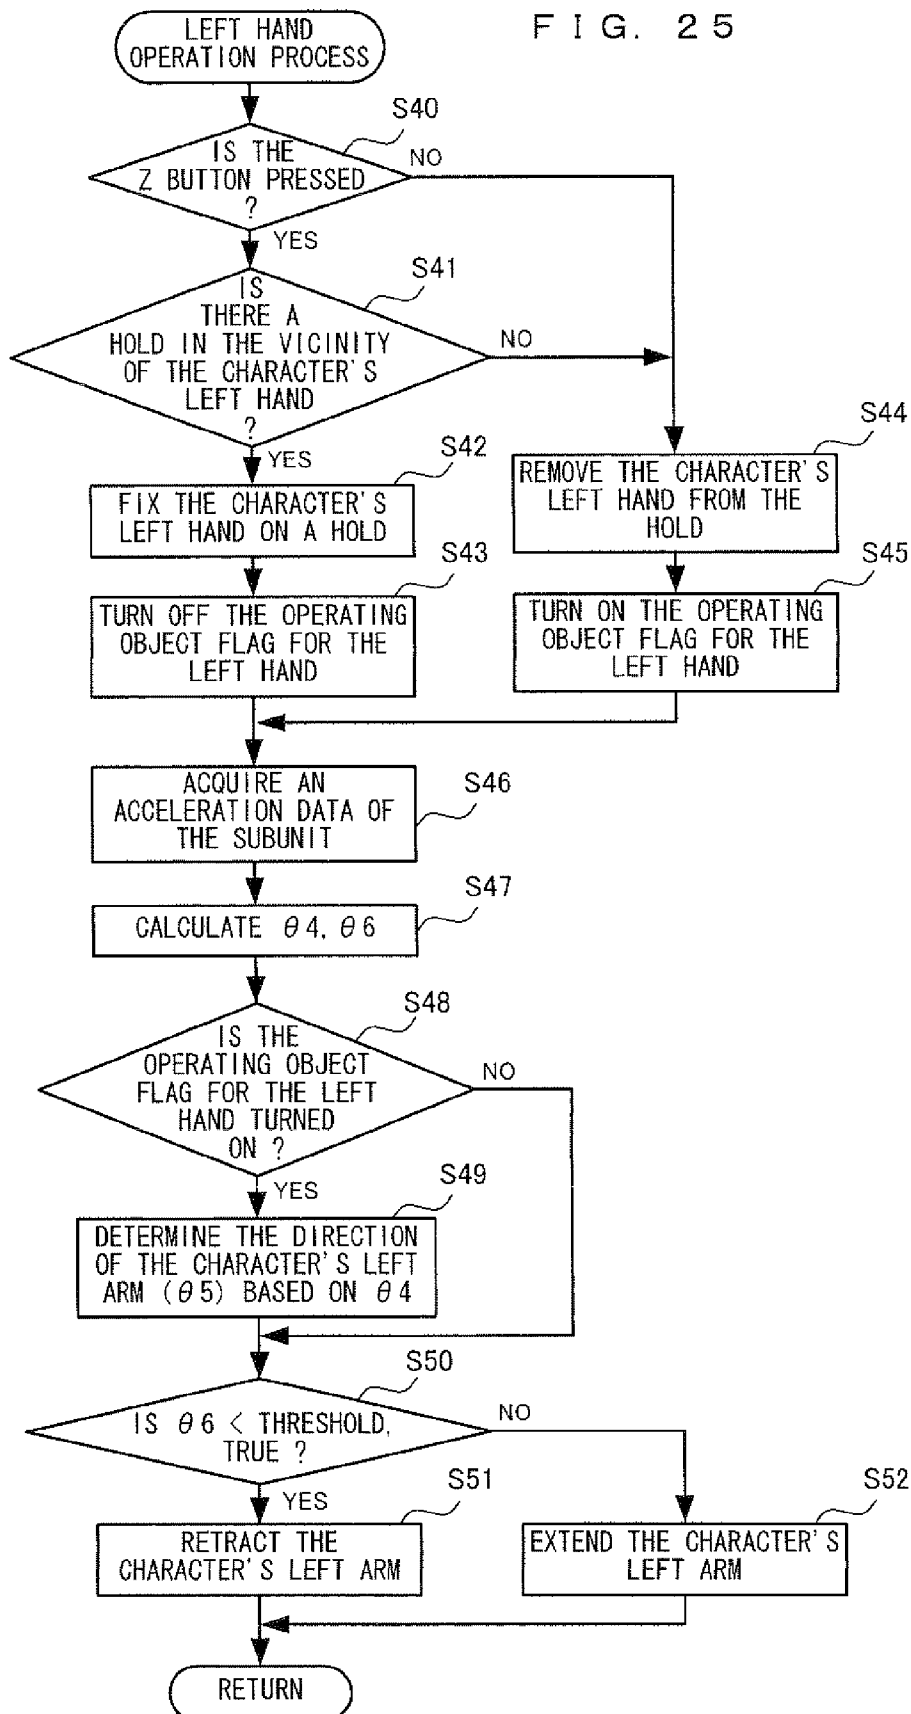 FIG. 25
LEFT HAND
OPERATION PROCESS
S40
IS THE
Z BUTTON PRESSED
?
NO
YES
S41
IS
THERE A
HOLD IN THE VICINITY
OF THE CHARACTER'S
LEFT HAND
?
NO
YES
S42
FIX THE CHARACTER'S
LEFT HAND ON A HOLD
S44
REMOVE THE CHARACTER'S
LEFT HAND FROM THE
HOLD
S43
TURN OFF THE OPERATING
OBJECT FLAG FOR THE
LEFT HAND
S45
TURN ON THE OPERATING
OBJECT FLAG FOR THE
LEFT HAND
S46
ACQUIRE AN
ACCELERATION DATA OF
THE SUBUNIT
S47
CALCULATE θ4, θ6
S48
IS THE
OPERATING OBJECT
FLAG FOR THE LEFT
HAND TURNED
ON ?
NO
YES
S49
DETERMINE THE DIRECTION
OF THE CHARACTER'S LEFT
ARM (θ5) BASED ON θ4
S50
IS θ6 < THRESHOLD,
TRUE ?
NO
YES
S51
RETRACT THE
CHARACTER'S LEFT ARM
S52
EXTEND THE CHARACTER'S
LEFT ARM
RETURN